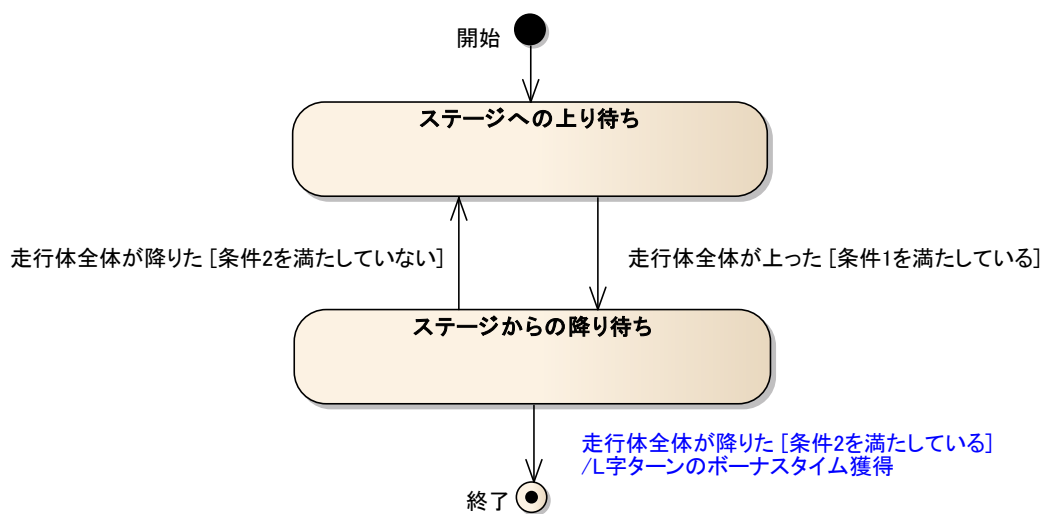 開始
ステージへの上り待ち
走行体全体が降りた [条件2を満たしていない]
走行体全体が上った [条件1を満たしている]
ステージからの降り待ち
走行体全体が降りた [条件2を満たしている]
/L字ターンのボーナスタイム獲得
終了